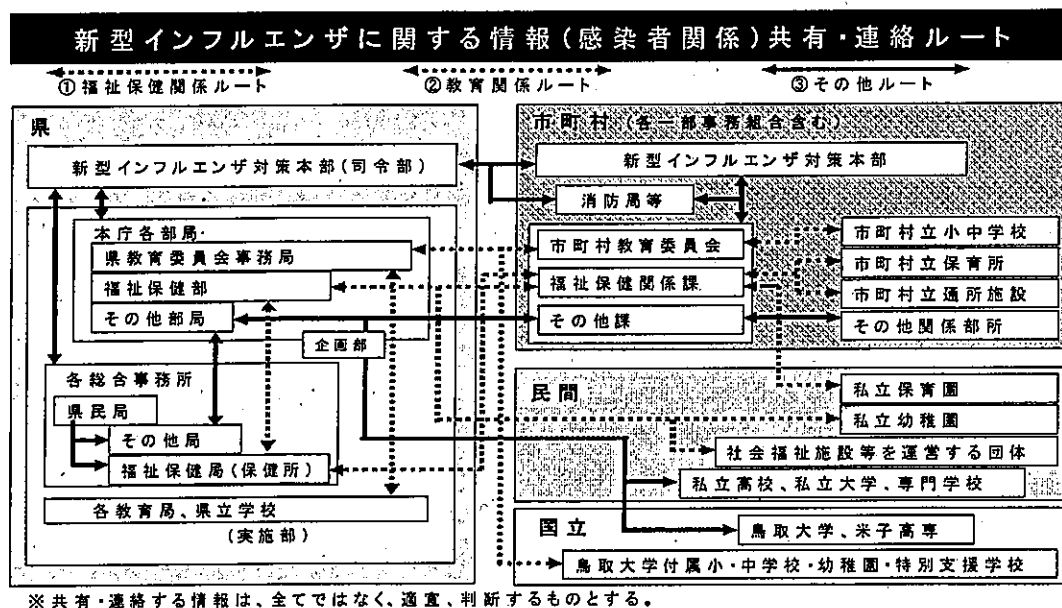 新型インフルエンザに関する情報(感染者関係)共有・連絡ルート
①福祉保健関係ルート
②教育関係ルート
③その他ルート
県
新型インフルエンザ対策本部(司令部)
本庁各部局
県教育委員会事務局
福祉保健部
その他部局
企画部
各総合事務所
県民局
その他局
福祉保健局(保健所)
各教育局、県立学校
(実施部)
市町村(各一部事務組合含む)
新型インフルエンザ対策本部
消防局等
市町村教育委員会
福祉保健関係課
その他課
市町村立小中学校
市町村立保育所
市町村立通所施設
その他関係部所
民間
私立保育園
私立幼稚園
社会福祉施設等を運営する団体
私立高校、私立大学、専門学校
国立
鳥取大学、米子高専
鳥取大学付属小・中学校・幼稚園・特別支援学校
※共有・連絡する情報は、全てではなく、適宜、判断するものとする。